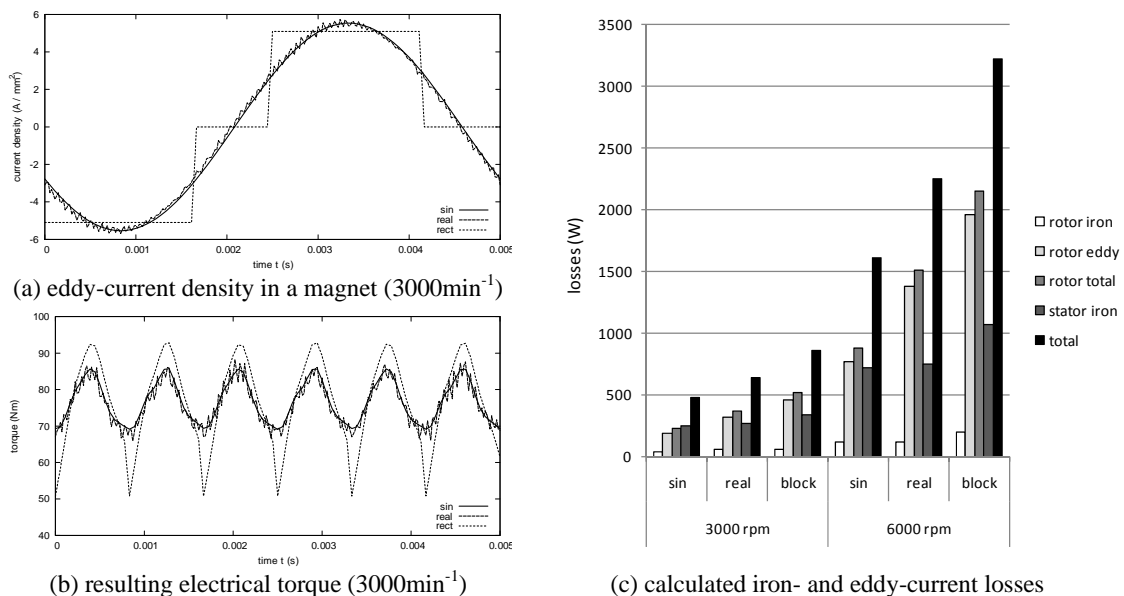 6
4
2
0
-2
-4
-6
current density (A / mm²)
0 0.001 0.002 0.003 0.004 0.005
time t (s)
sin
real
rect
(a) eddy-current density in a magnet (3000min⁻¹)
100
90
80
70
60
50
40
torque (Nm)
0 0.001 0.002 0.003 0.004 0.005
time t (s)
sin
real
rect
(b) resulting electrical torque (3000min⁻¹)
3500
3000
2500
2000
1500
1000
500
0
losses (W)
sin real block sin real block
3000 rpm 6000 rpm
rotor iron
rotor eddy
rotor total
stator iron
total
(c) calculated iron- and eddy-current losses